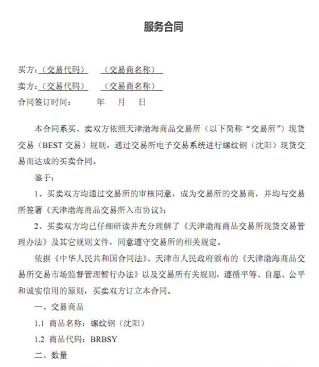 服务合同
买方:（交易代码） （交易商名称）
卖方:（交易代码） （交易商名称）
合同签订时间: 年 月 日
本合同系买、卖双方依照天津渤海商品交易所（以下简称“交易所”）现货
交易（BEST交易）规则，通过交易所电子交易系统进行螺纹钢（沈阳）现货交
易而达成的买卖合同。
鉴于：
1、买卖双方均通过交易所的审核同意，成为交易所的交易商，并均与交易
所签署《天津渤海商品交易所入市协议》；
2、买卖双方均已仔细研读并充分理解了《天津渤海商品交易所现货交易管
理办法》及其它规则文件，同意遵守交易所的相关规定。
依据《中华人民共和国合同法》、天津市人民政府颁布的《天津渤海商品交
易所交易市场监督管理暂行办法》以及交易所有关规则，遵循平等、自愿、公平
和诚实信用的原则，买卖双方订立本合同。
一、交易商品
1.1 商品名称：螺纹钢（沈阳）
1.2 商品代码：BRBSY
二、数量